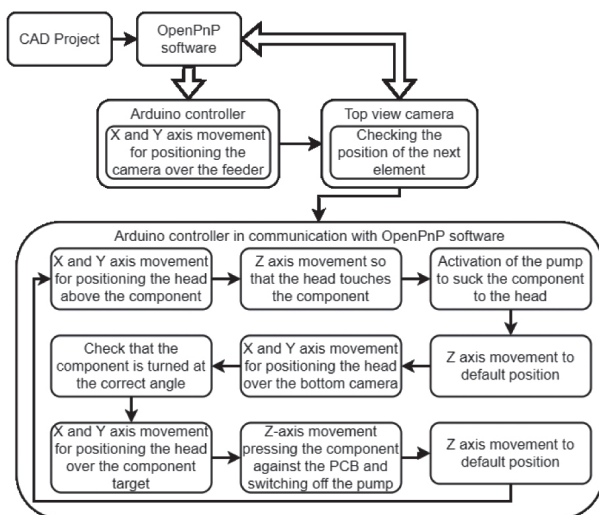 CAD Project
OpenPnP
software
Arduino controller
X and Y axis movement
for positioning the
camera over the feeder
Top view camera
Checking the
position of the next
element
Arduino controller in communication with OpenPnP software
X and Y axis movement
for positioning the head
above the component
Z axis movement so
that the head touches
the component
Activation of the pump
to suck the component
to the head
Check that the
component is turned at
the correct angle
X and Y axis movement
for positioning the head
over the bottom camera
Z axis movement to
default position
X and Y axis movement
for positioning the head
over the component
target
Z-axis movement
pressing the component
against the PCB and
switching off the pump
Z axis movement to
default position